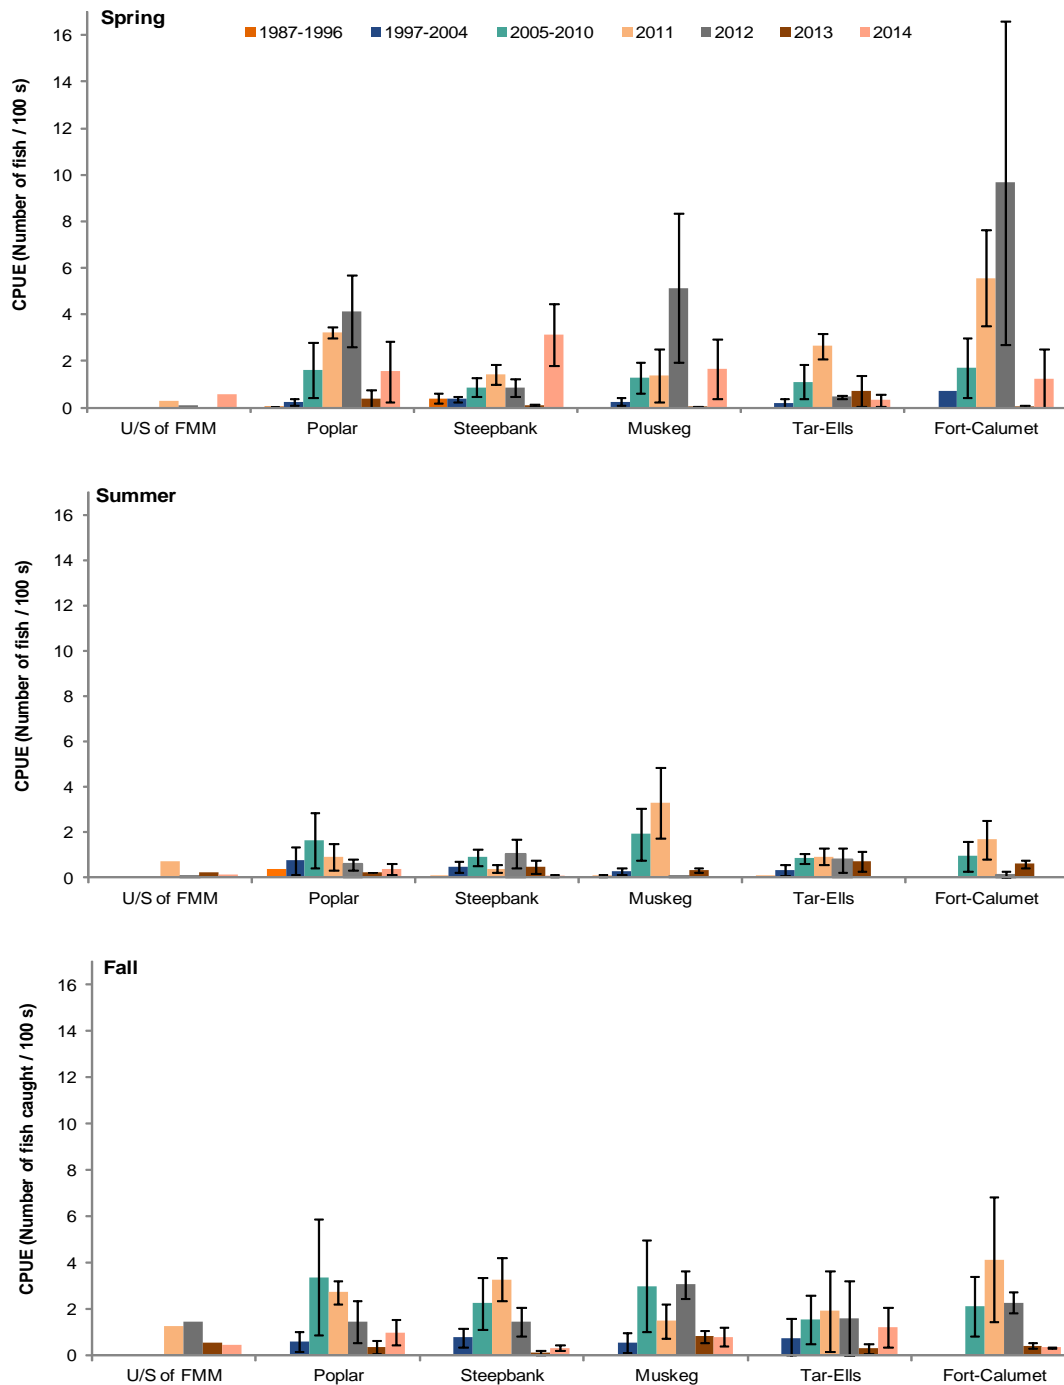 Spring
1987-1996 1997-2004 2005-2010 2011 2012 2013 2014
CPUE (Number of fish / 100 s)
16
14
12
10
8
6
4
2
0
U/S of FMM Poplar Steepbank Muskeg Tar-Ells Fort-Calumet
Summer
CPUE (Number of fish / 100 s)
16
14
12
10
8
6
4
2
0
U/S of FMM Poplar Steepbank Muskeg Tar-Ells Fort-Calumet
Fall
CPUE (Number of fish caught / 100 s)
16
14
12
10
8
6
4
2
0
U/S of FMM Poplar Steepbank Muskeg Tar-Ells Fort-Calumet